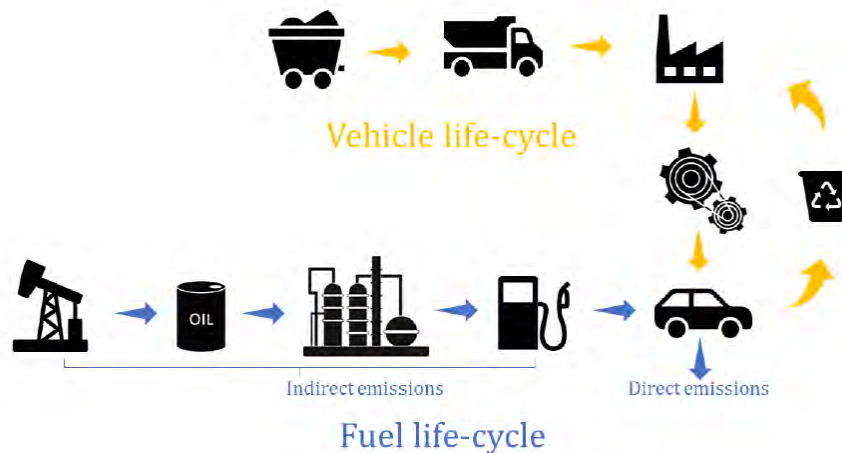 Vehicle life-cycle
OIL
Indirect emissions
Direct emissions
Fuel life-cycle